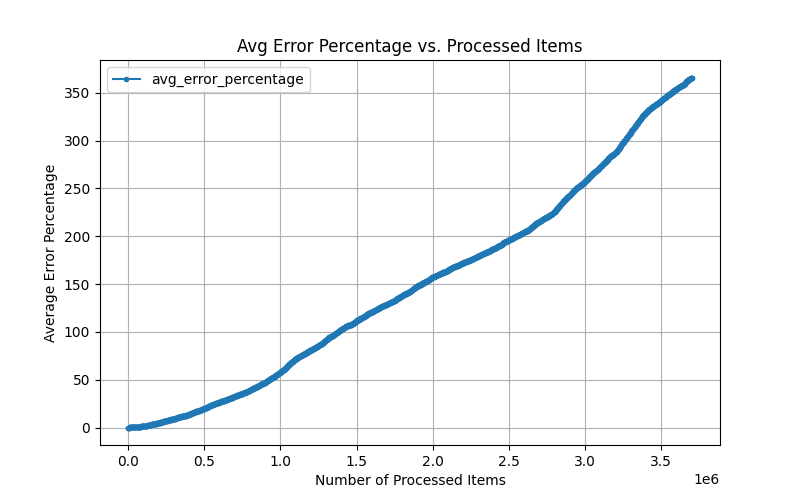 Avg Error Percentage vs. Processed Items
avg_error_percentage
Average Error Percentage
350
300
250
200
150
100
50
0
0.0 0.5 1.0 1.5 2.0 2.5 3.0 3.5
1e6
Number of Processed Items